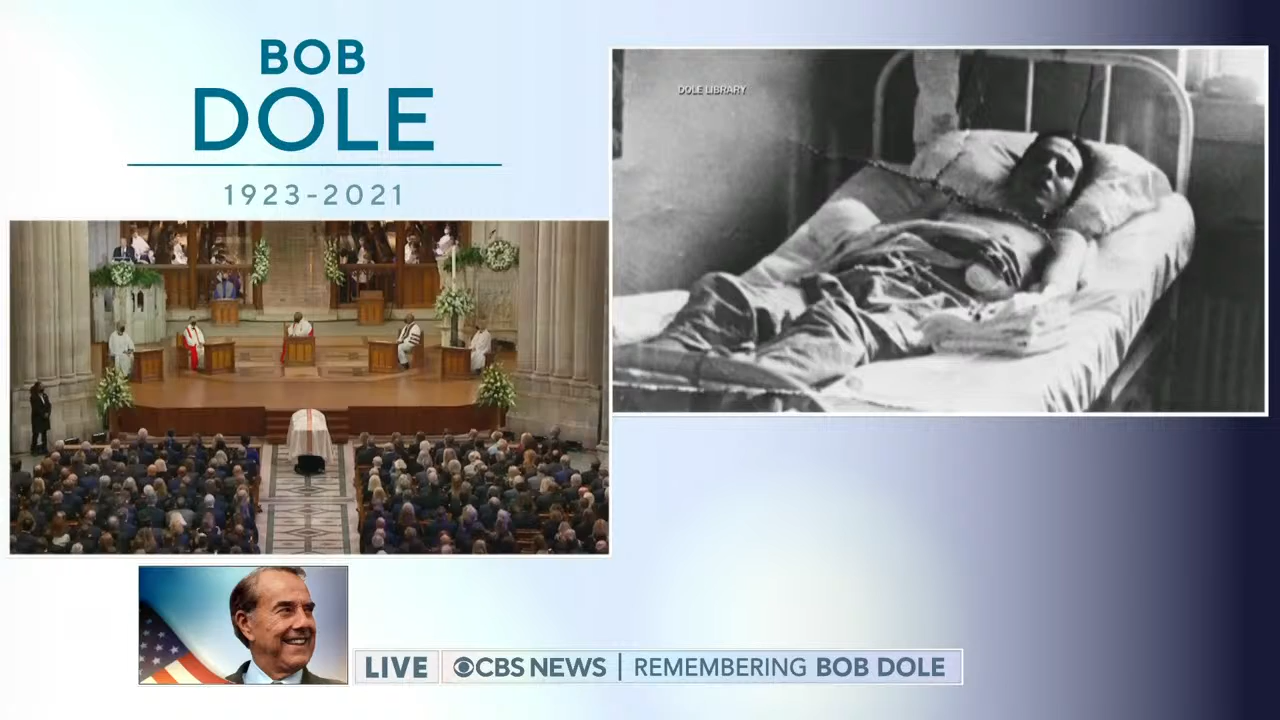 BOB
DOLE
1923-2021
DOLE LIBRARY
LIVE
CBS NEWS | REMEMBERING BOB DOLE